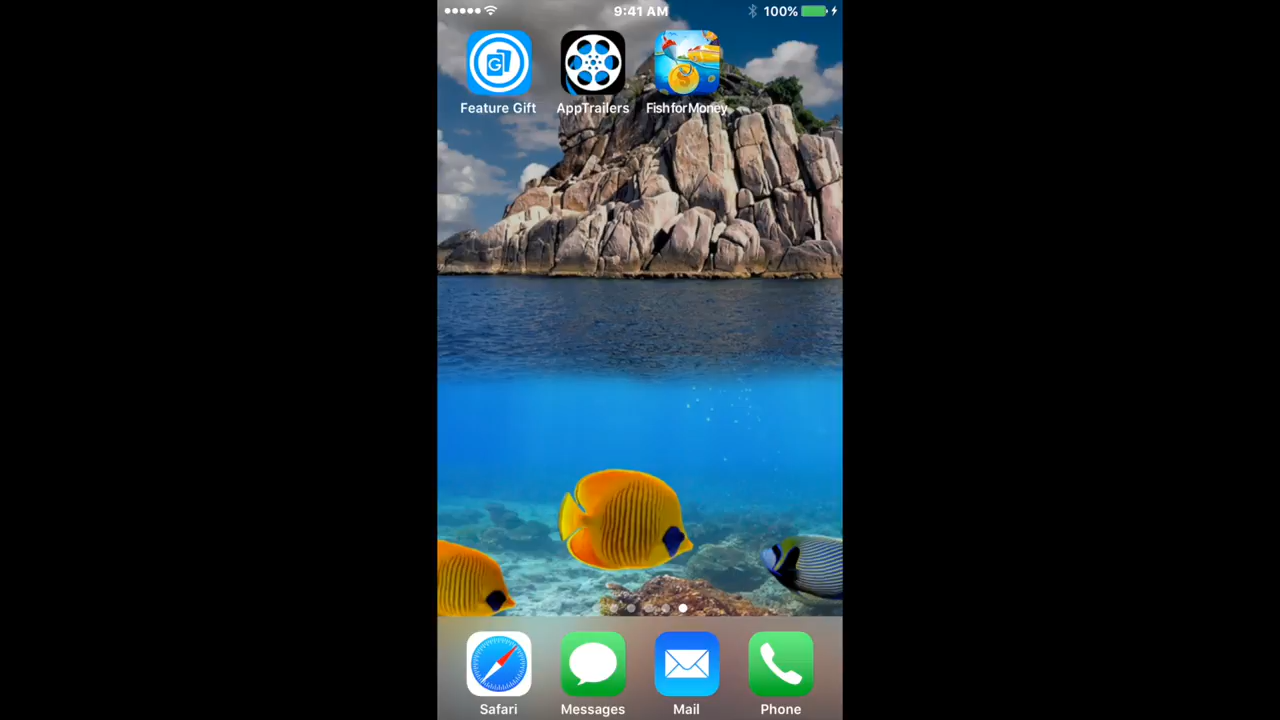 9:41 AM
100%
G
Feature Gift
AppTrailers
FishforMoney
Safari
Messages
Mail
Phone